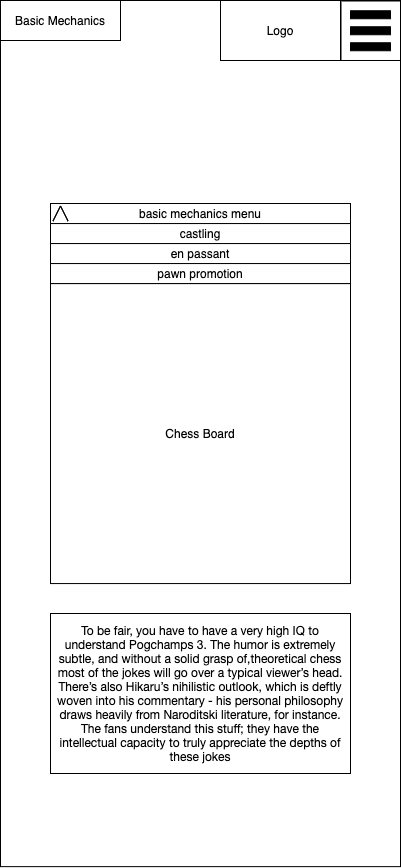 Basic Mechanics
Logo
basic mechanics menu
castling
en passant
pawn promotion
Chess Board
To be fair, you have to have a very high IQ to
understand Pogchamps 3. The humor is extremely
subtle, and without a solid grasp of,theoretical chess
most of the jokes will go over a typical viewer's head.
There's also Hikaru's nihilistic outlook, which is deftly
woven into his commentary - his personal philosophy
draws heavily from Naroditski literature, for instance.
The fans understand this stuff; they have the
intellectual capacity to truly appreciate the depths of
these jokes